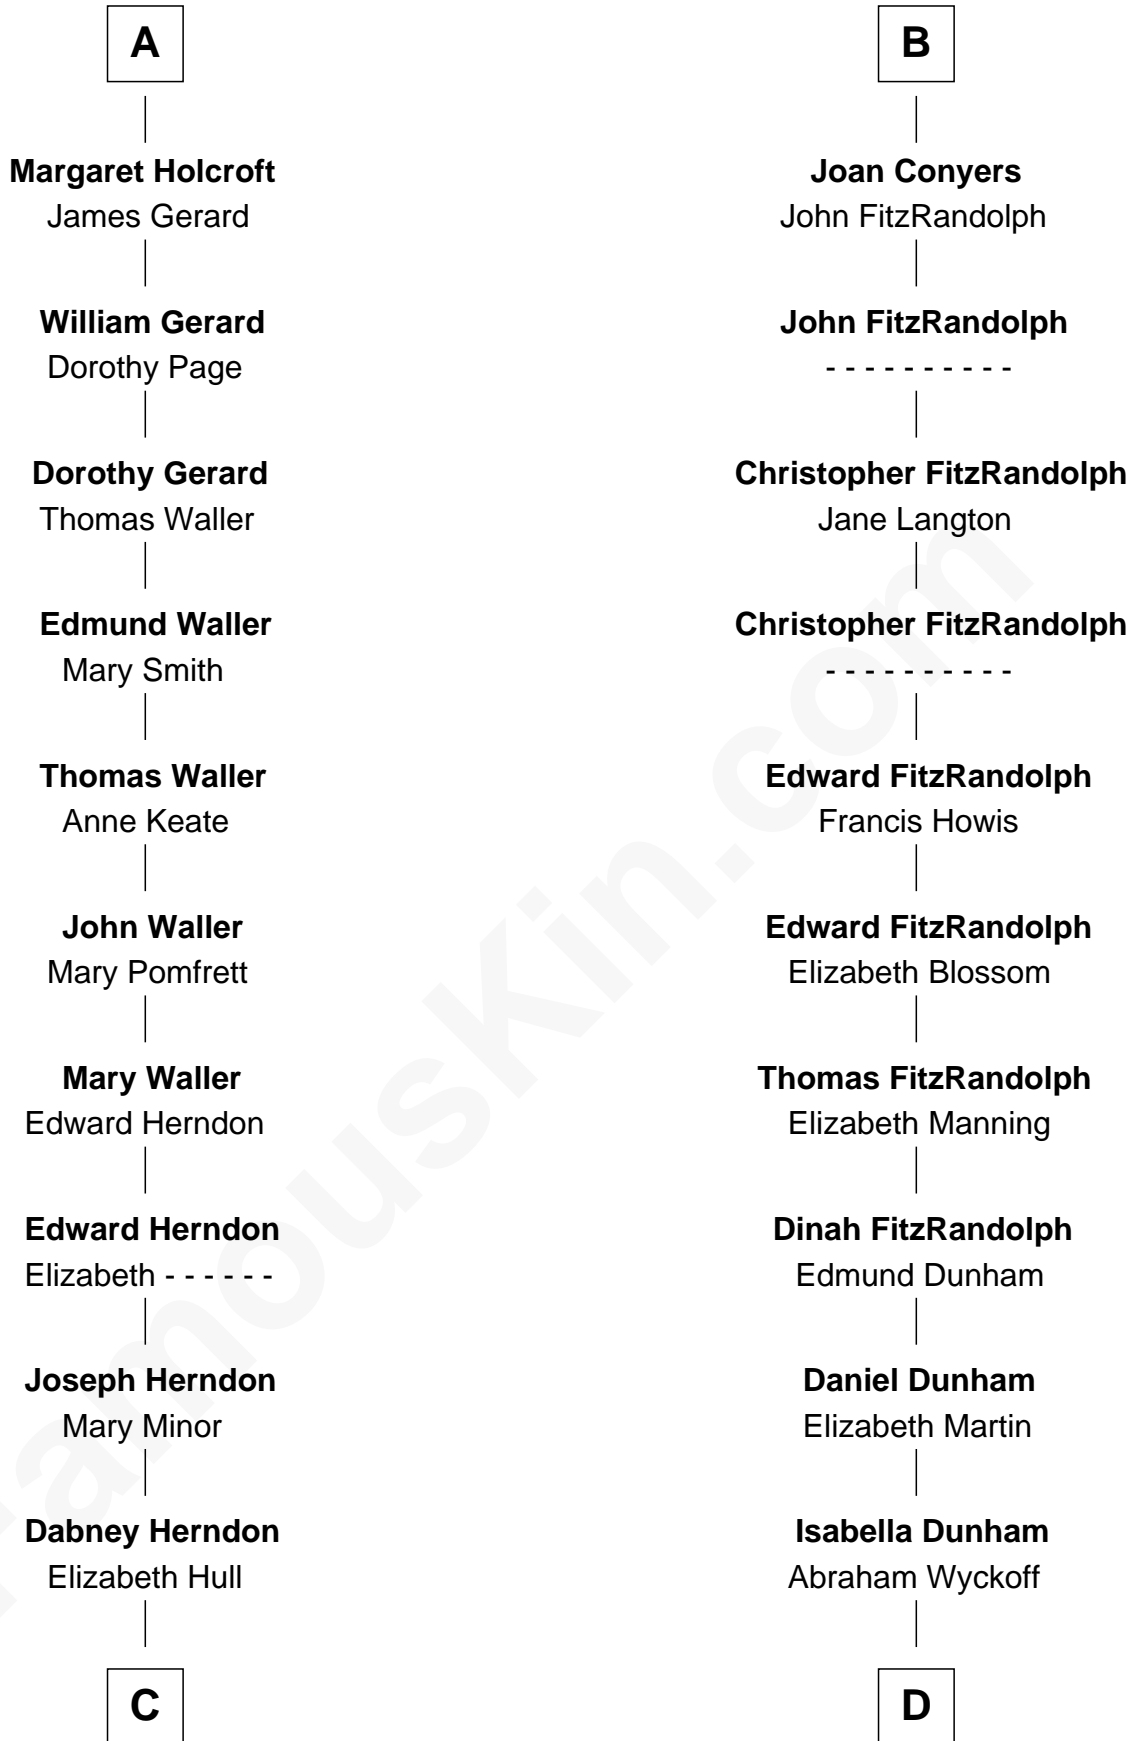 A
Margaret Holcroft
James Gerard
William Gerard
Dorothy Page
Dorothy Gerard
Thomas Waller
Edmund Waller
Mary Smith
Thomas Waller
Anne Keate
John Waller
Mary Pomfrett
Mary Waller
Edward Herndon
Edward Herndon
Elizabeth - - - - - -
Joseph Herndon
Mary Minor
Dabney Herndon
Elizabeth Hull
C
B
Joan Conyers
John FitzRandolph
John FitzRandolph
- - - - - - - - - -
Christopher FitzRandolph
Jane Langton
Christopher FitzRandolph
- - - - - - - - - -
Edward FitzRandolph
Francis Howis
Edward FitzRandolph
Elizabeth Blossom
Thomas FitzRandolph
Elizabeth Manning
Dinah FitzRandolph
Edmund Dunham
Daniel Dunham
Elizabeth Martin
Isabella Dunham
Abraham Wyckoff
D
FamousKin.com